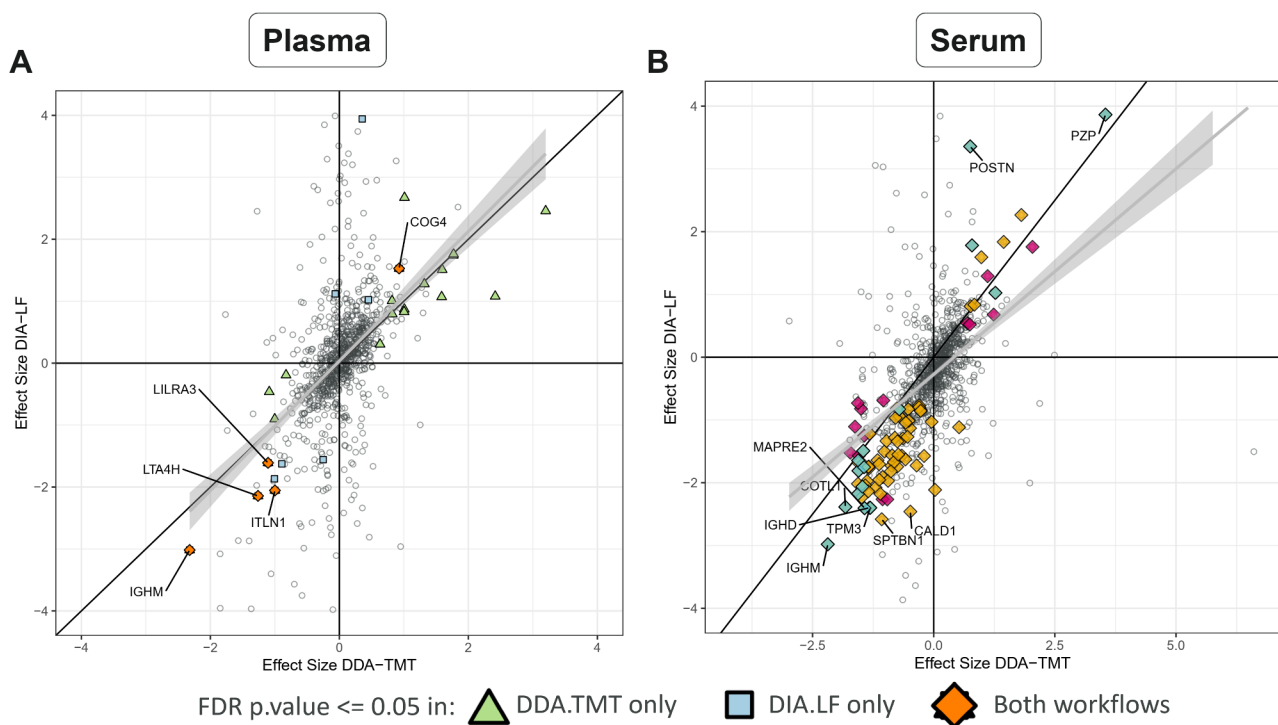 Plasma
Serum
A
B
4
2
0
−2
−4
−4
−2
0
2
4
Effect Size DIA−LF
Effect Size DDA−TMT
COG4
LILRA3
LTA4H
ITLN1
IGHM
4
2
0
−2
−4
−2.5
0.0
2.5
5.0
Effect Size DIA−LF
Effect Size DDA−TMT
PZP
POSTN
MAPRE2
COTL1
IGHD
TPM3
CALD1
SPTBN1
IGHM
FDR p.value <= 0.05 in: DDA.TMT only DIA.LF only Both workflows